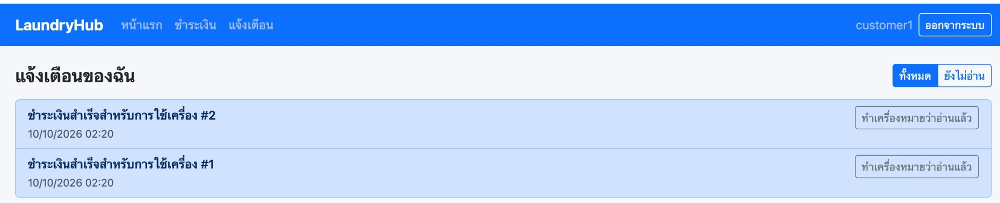 LaundryHub หน้าแรก ชำระเงิน แจ้งเตือน customer1 ออกจากระบบ
แจ้งเตือนของฉัน ทั้งหมด ยังไม่อ่าน
ชำระเงินสำเร็จสำหรับการใช้เครื่อง #2 ทำเครื่องหมายว่าอ่านแล้ว
10/10/2026 02:20
ชำระเงินสำเร็จสำหรับการใช้เครื่อง #1 ทำเครื่องหมายว่าอ่านแล้ว
10/10/2026 02:20